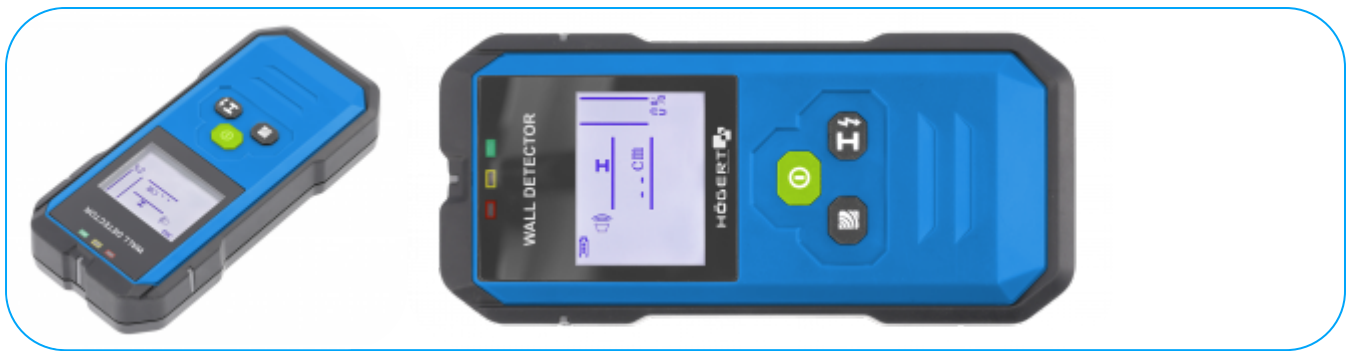 WALL DETECTOR
WALL DETECTOR
0%
-- cm
HÖGERT